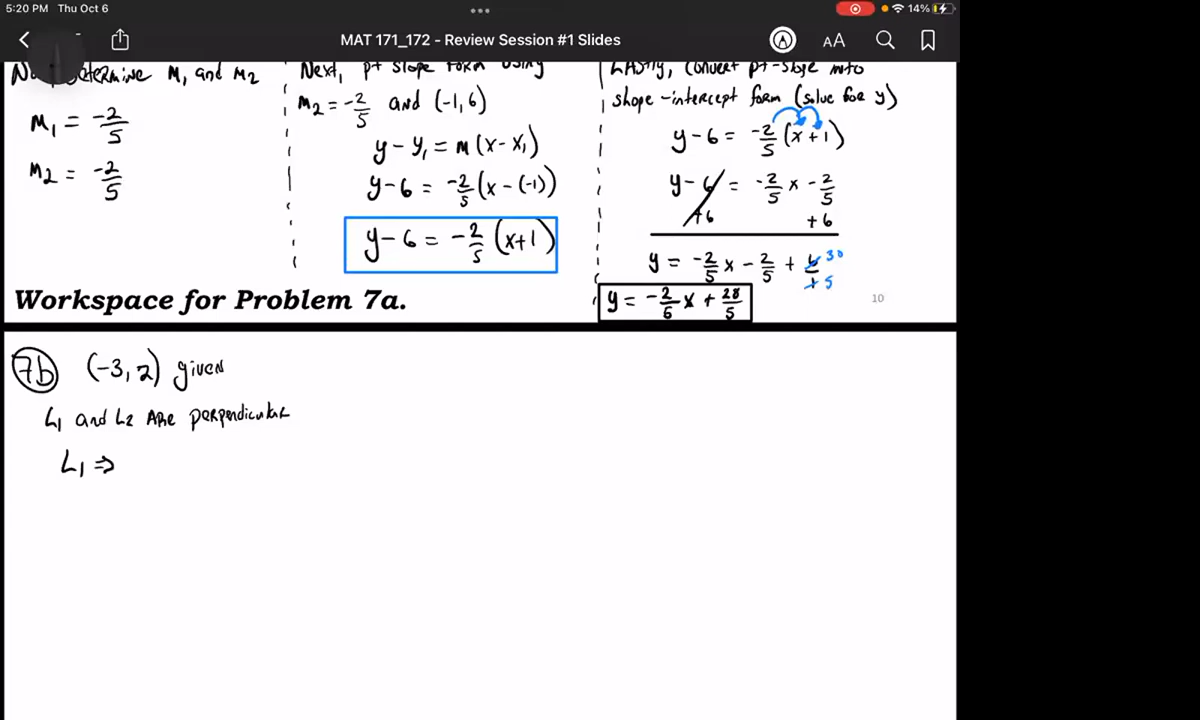 5:20 PM Thu Oct 6
14%
MAT 171_172 - Review Session #1 Slides
AA
determine M₁ and M₂
M₁ = -2/5
M₂ = -2/5
Next, pt slope form using
M₂ = -2/5 and (-1, 6)
y - y₁ = m(x - x₁)
y - 6 = -2/5 (x - (-1))
y - 6 = -2/5 (x+1)
Lastly, convert pt-slope into
slope-intercept form (solve for y)
y - 6 = -2/5 (x + 1)
y - 6 = -2/5 x - 2/5
+6 +6
y = -2/5 x - 2/5 + 6/1 30/5
y = -2/5 x + 28/5
Workspace for Problem 7a.
10
7b (-3, 2) given
L₁ and L₂ are perpendicular
L₁ ⇒